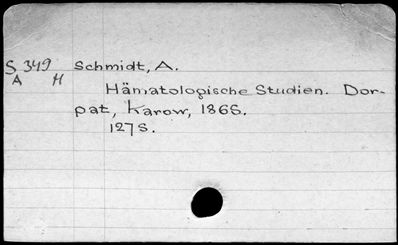 S 349 Schmidt, A.
A H
Hämatologische Studien. Dor-
pat, Karow, 1865.
127 S.